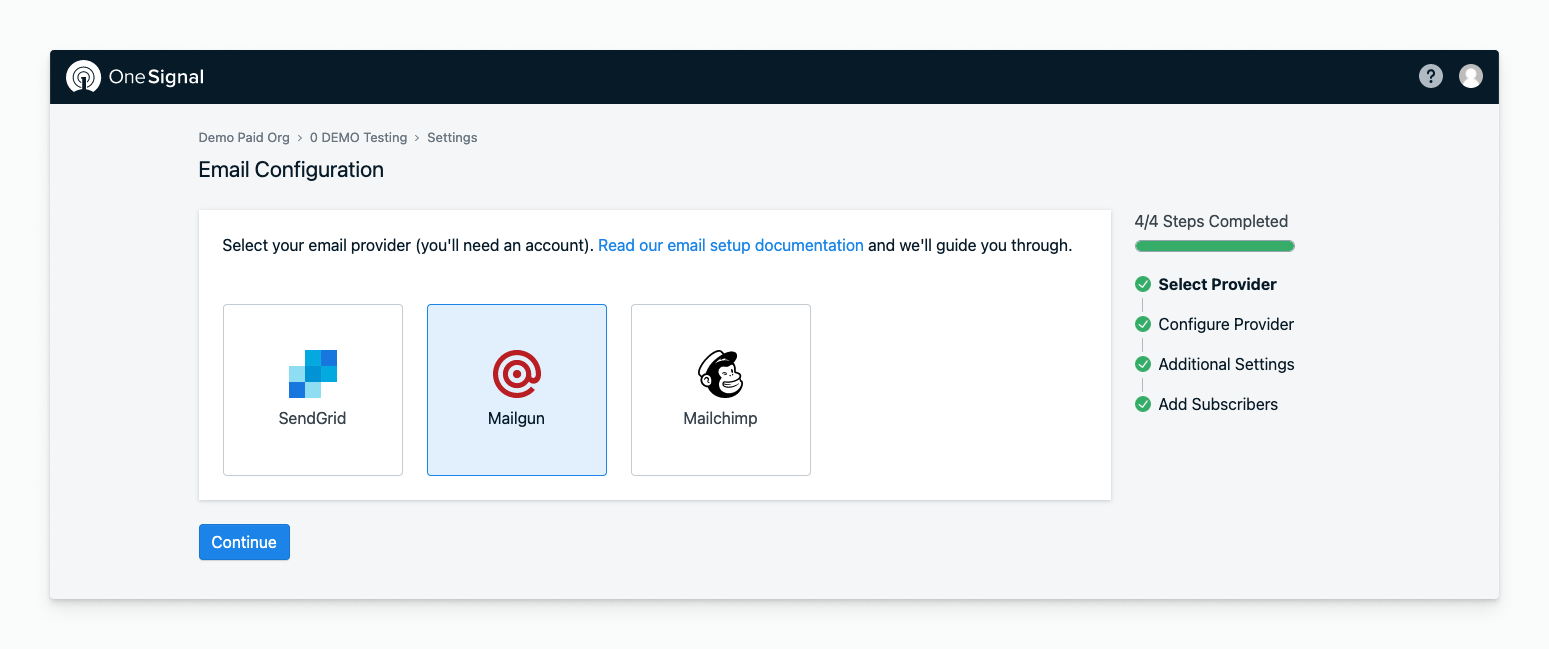 OneSignal
?
Demo Paid Org > 0 DEMO Testing > Settings
Email Configuration
Select your email provider (you'll need an account). Read our email setup documentation and we'll guide you through.
SendGrid
Mailgun
Mailchimp
Continue
4/4 Steps Completed
Select Provider
Configure Provider
Additional Settings
Add Subscribers